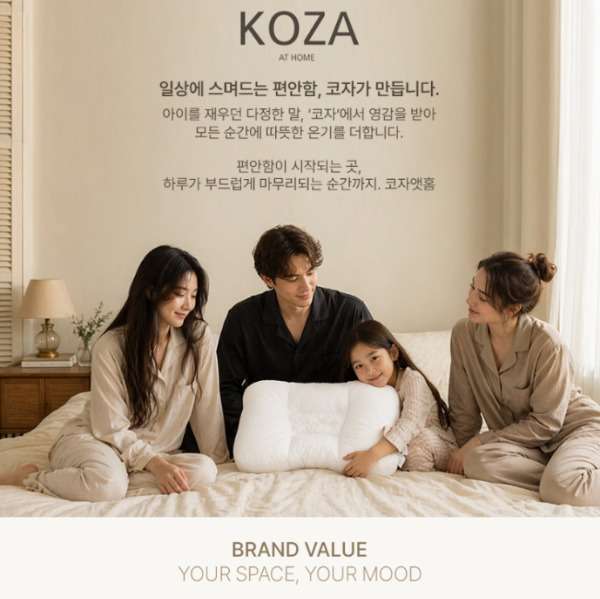 KOZA
AT HOME
일상에 스며드는 편안함, 코자가 만듭니다.
아이를 재우던 다정한 말, '코자'에서 영감을 받아
모든 순간에 따뜻한 온기를 더합니다.
편안함이 시작되는 곳,
하루가 부드럽게 마무리되는 순간까지. 코자앳홈
BRAND VALUE
YOUR SPACE, YOUR MOOD